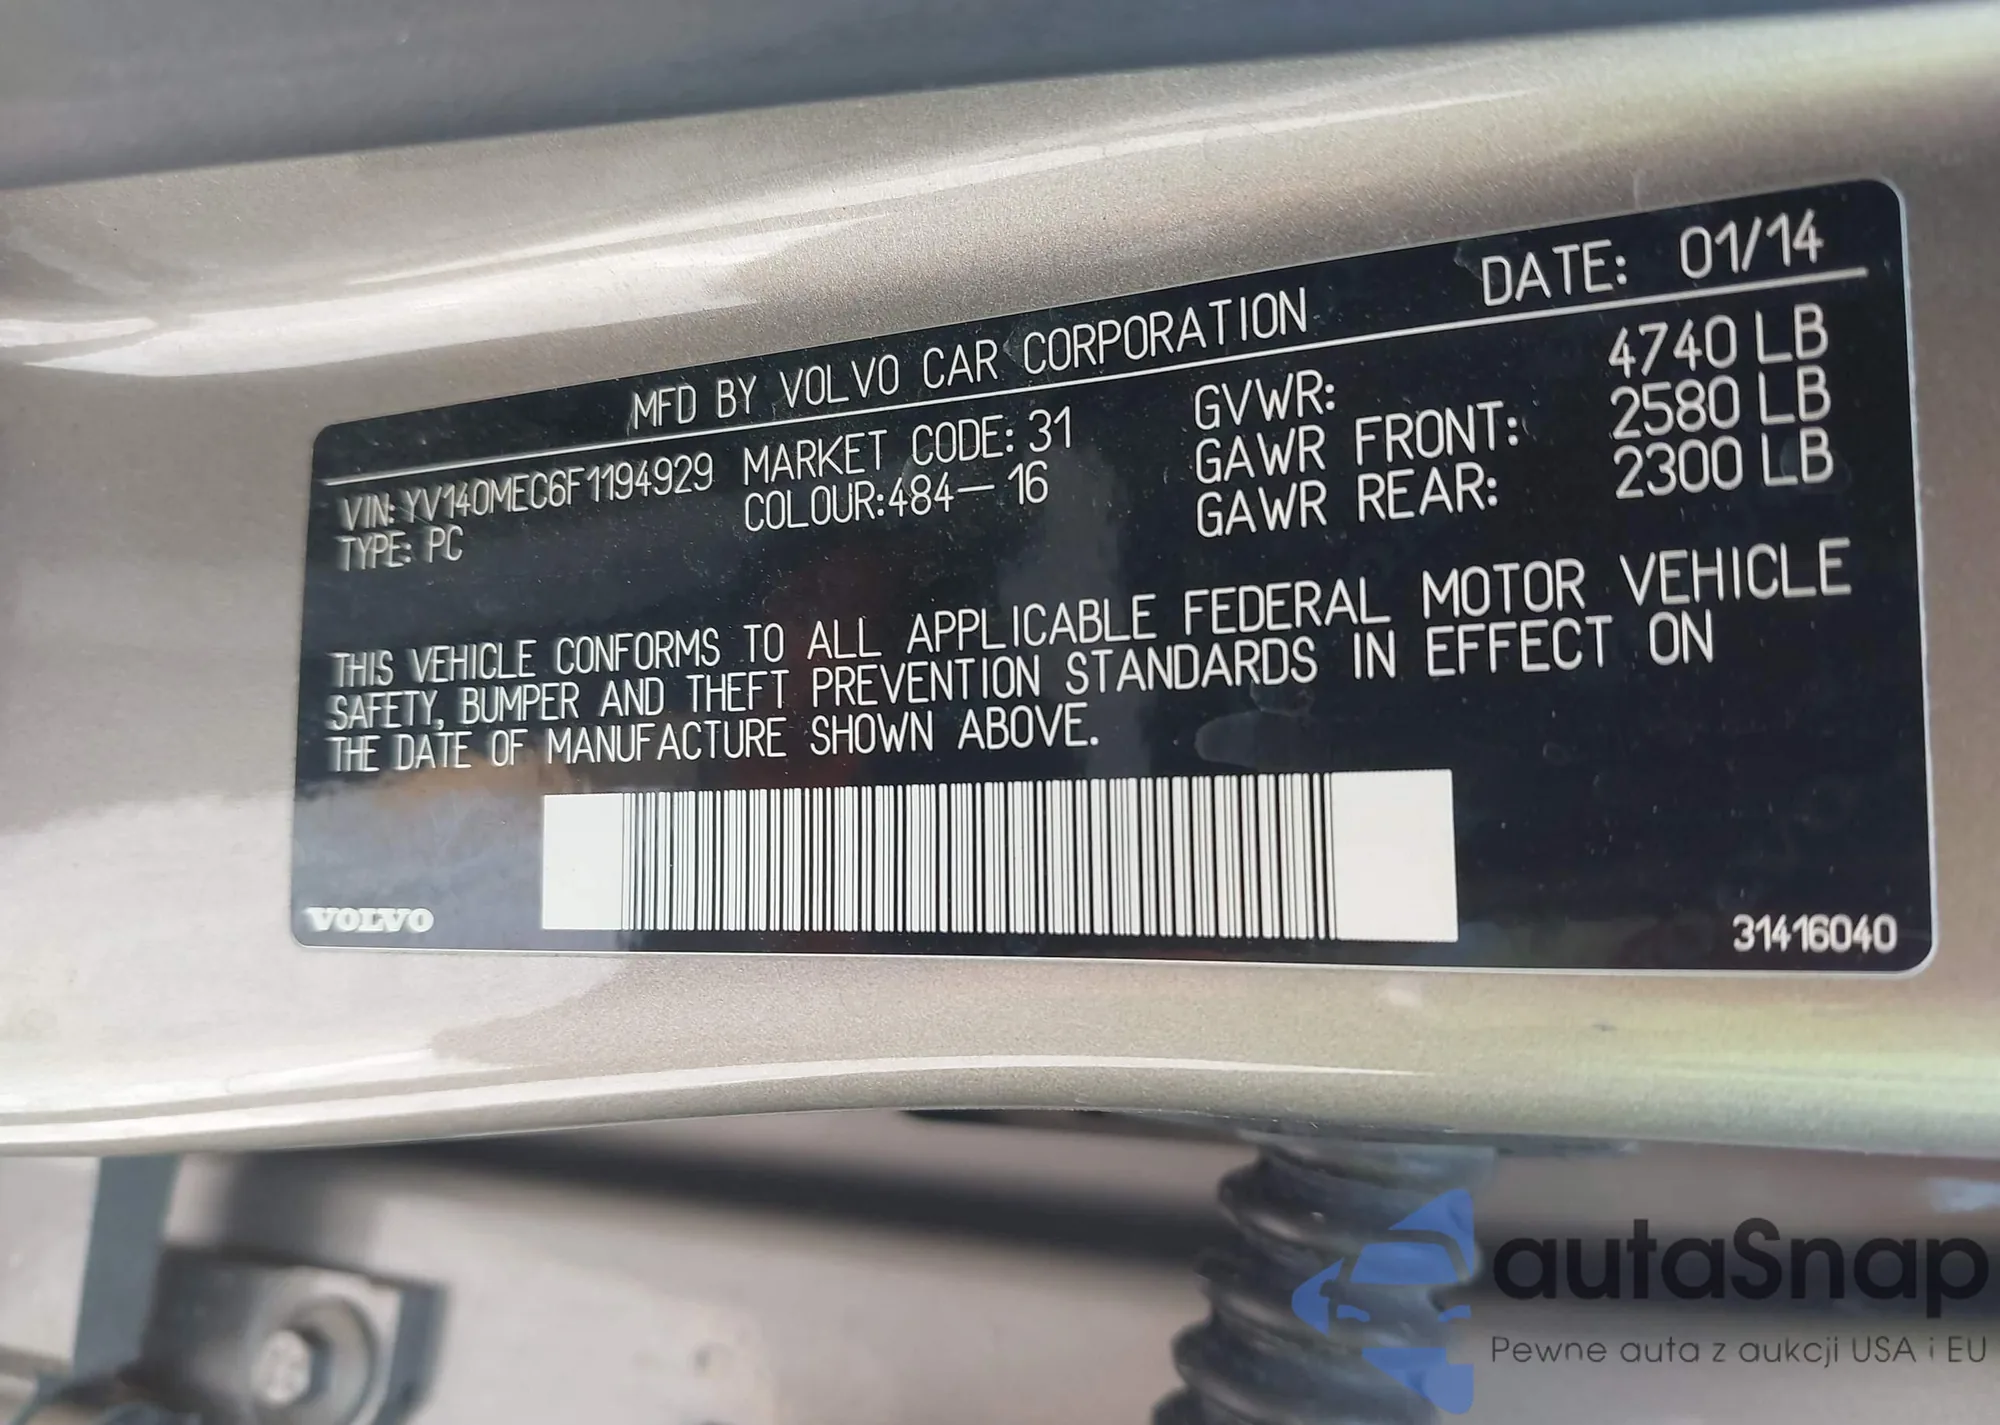 MFD BY VOLVO CAR CORPORATION DATE: 01/14
VIN: YV140MEC6F1194929 MARKET CODE: 31 GVWR: 4740 LB
TYPE: PC COLOUR: 484-16 GAWR FRONT: 2580 LB
GAWR REAR: 2300 LB
THIS VEHICLE CONFORMS TO ALL APPLICABLE FEDERAL MOTOR VEHICLE
SAFETY, BUMPER AND THEFT PREVENTION STANDARDS IN EFFECT ON
THE DATE OF MANUFACTURE SHOWN ABOVE.
VOLVO
31416040
autaSnap
Pewne auta z aukcji USA i EU